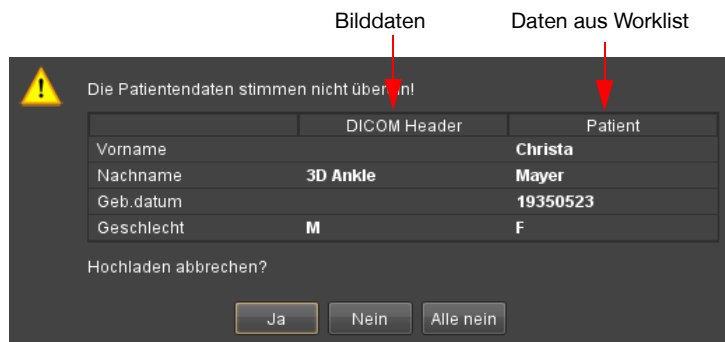 Bilddaten Daten aus Worklist
Die Patientendaten stimmen nicht überein!
DICOM Header Patient
Vorname Christa
Nachname 3D Ankle Mayer
Geb.datum 19350523
Geschlecht M F
Hochladen abbrechen?
Ja Nein Alle nein